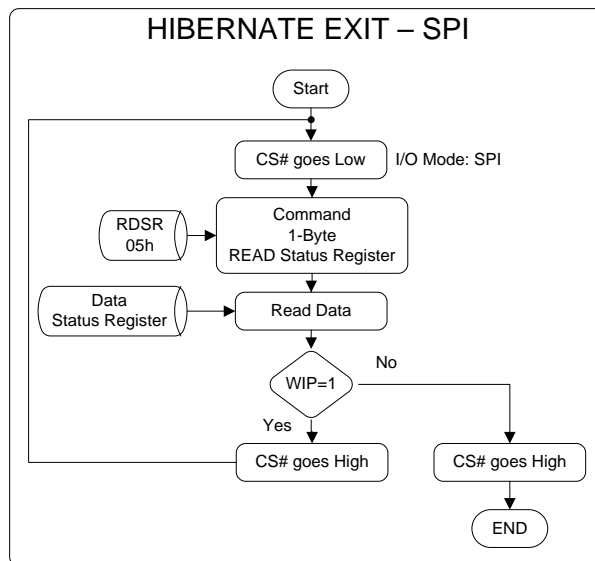 HIBERNATE EXIT – SPI
Start
CS# goes Low
I/O Mode: SPI
RDSR
05h
Command
1-Byte
READ Status Register
Data
Status Register
Read Data
WIP=1
No
Yes
CS# goes High
CS# goes High
END